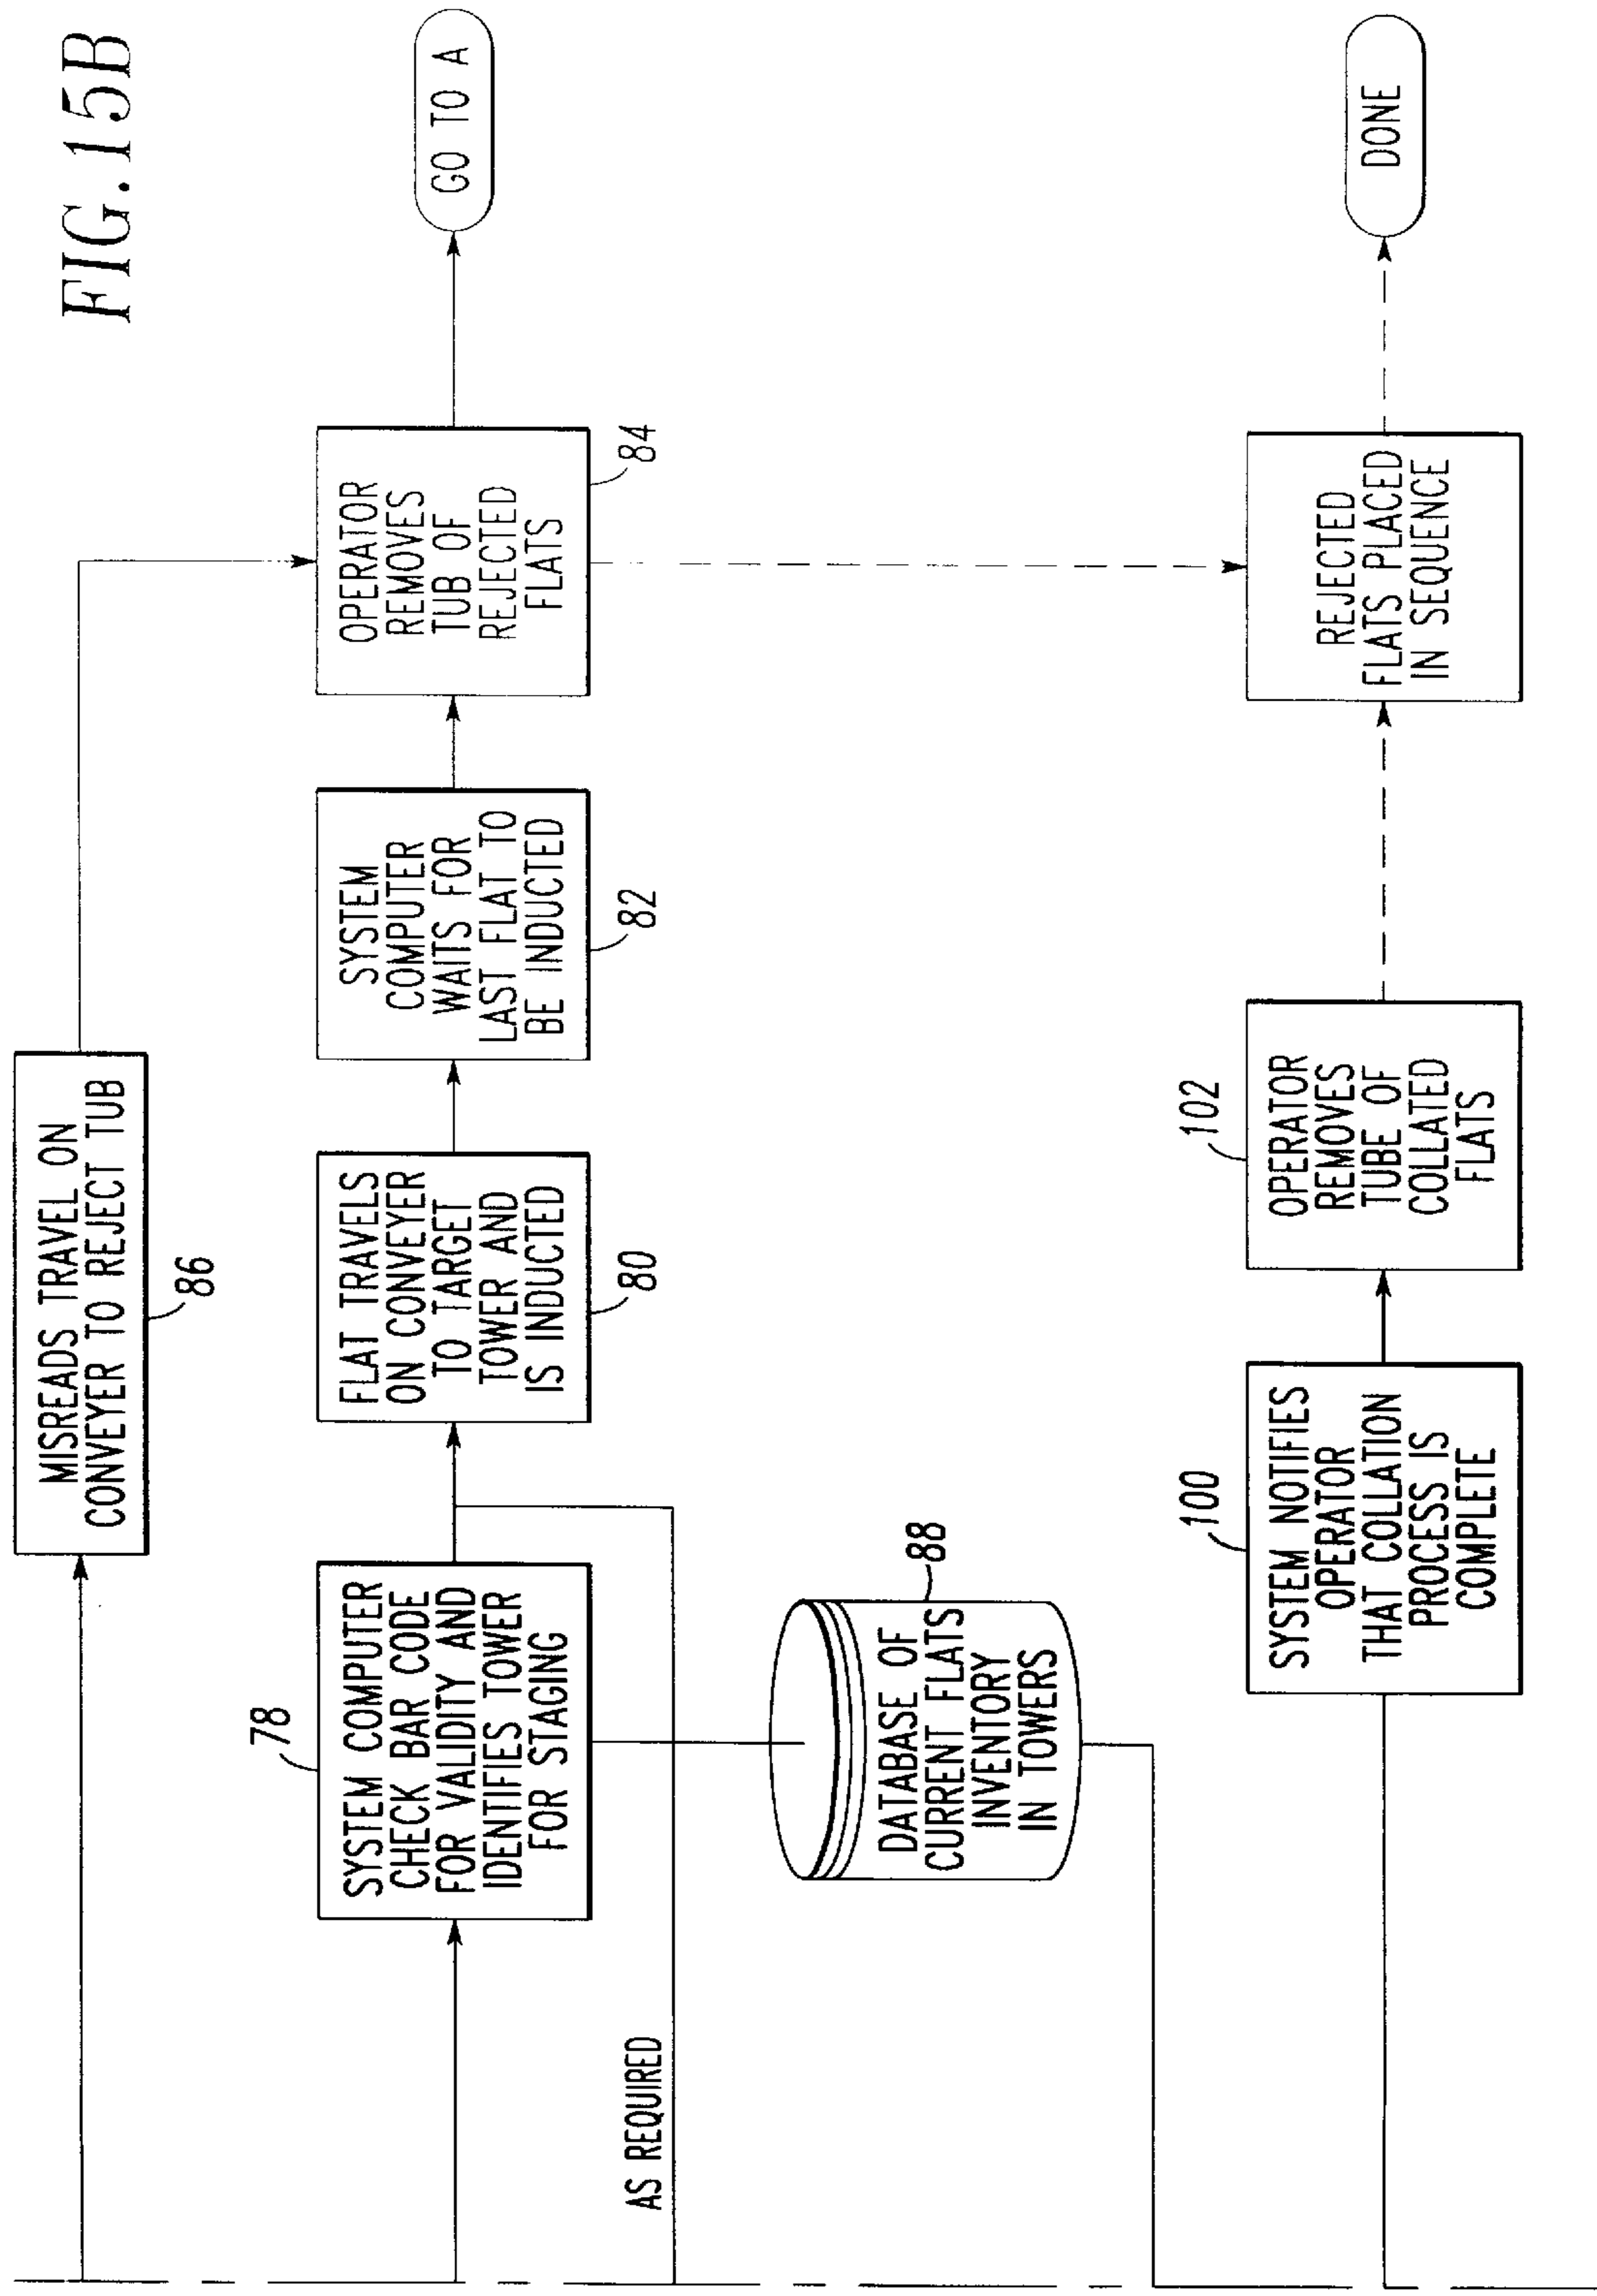 FIG. 15B
MISREADS TRAVEL ON
CONVEYER TO REJECT TUB
86
78
SYSTEM COMPUTER
CHECK BAR CODE
FOR VALIDITY AND
IDENTIFIES TOWER
FOR STAGING
FLAT TRAVELS
ON CONVEYER
TO TARGET
TOWER AND
IS INDUCTED
80
SYSTEM
COMPUTER
WAITS FOR
LAST FLAT TO
BE INDUCTED
82
OPERATOR
REMOVES
TUB OF
REJECTED
FLATS
84
GO TO A
AS REQUIRED
DATABASE OF
CURRENT FLATS
INVENTORY
IN TOWERS
88
100
SYSTEM NOTIFIES
OPERATOR
THAT COLLATION
PROCESS IS
COMPLETE
102
OPERATOR
REMOVES
TUBE OF
COLLATED
FLATS
REJECTED
FLATS PLACED
IN SEQUENCE
DONE